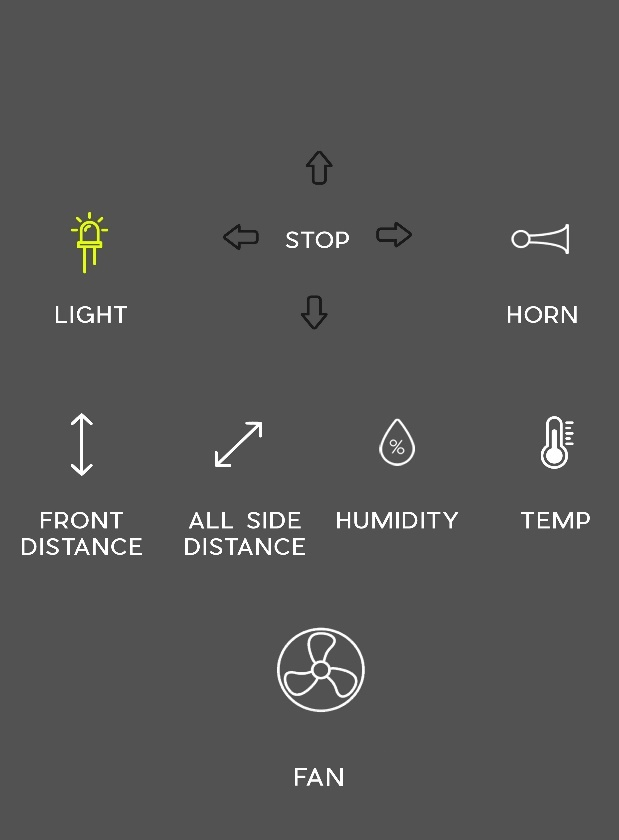 STOP
LIGHT
HORN
%
FRONT
DISTANCE
ALL SIDE
DISTANCE
HUMIDITY
TEMP
FAN